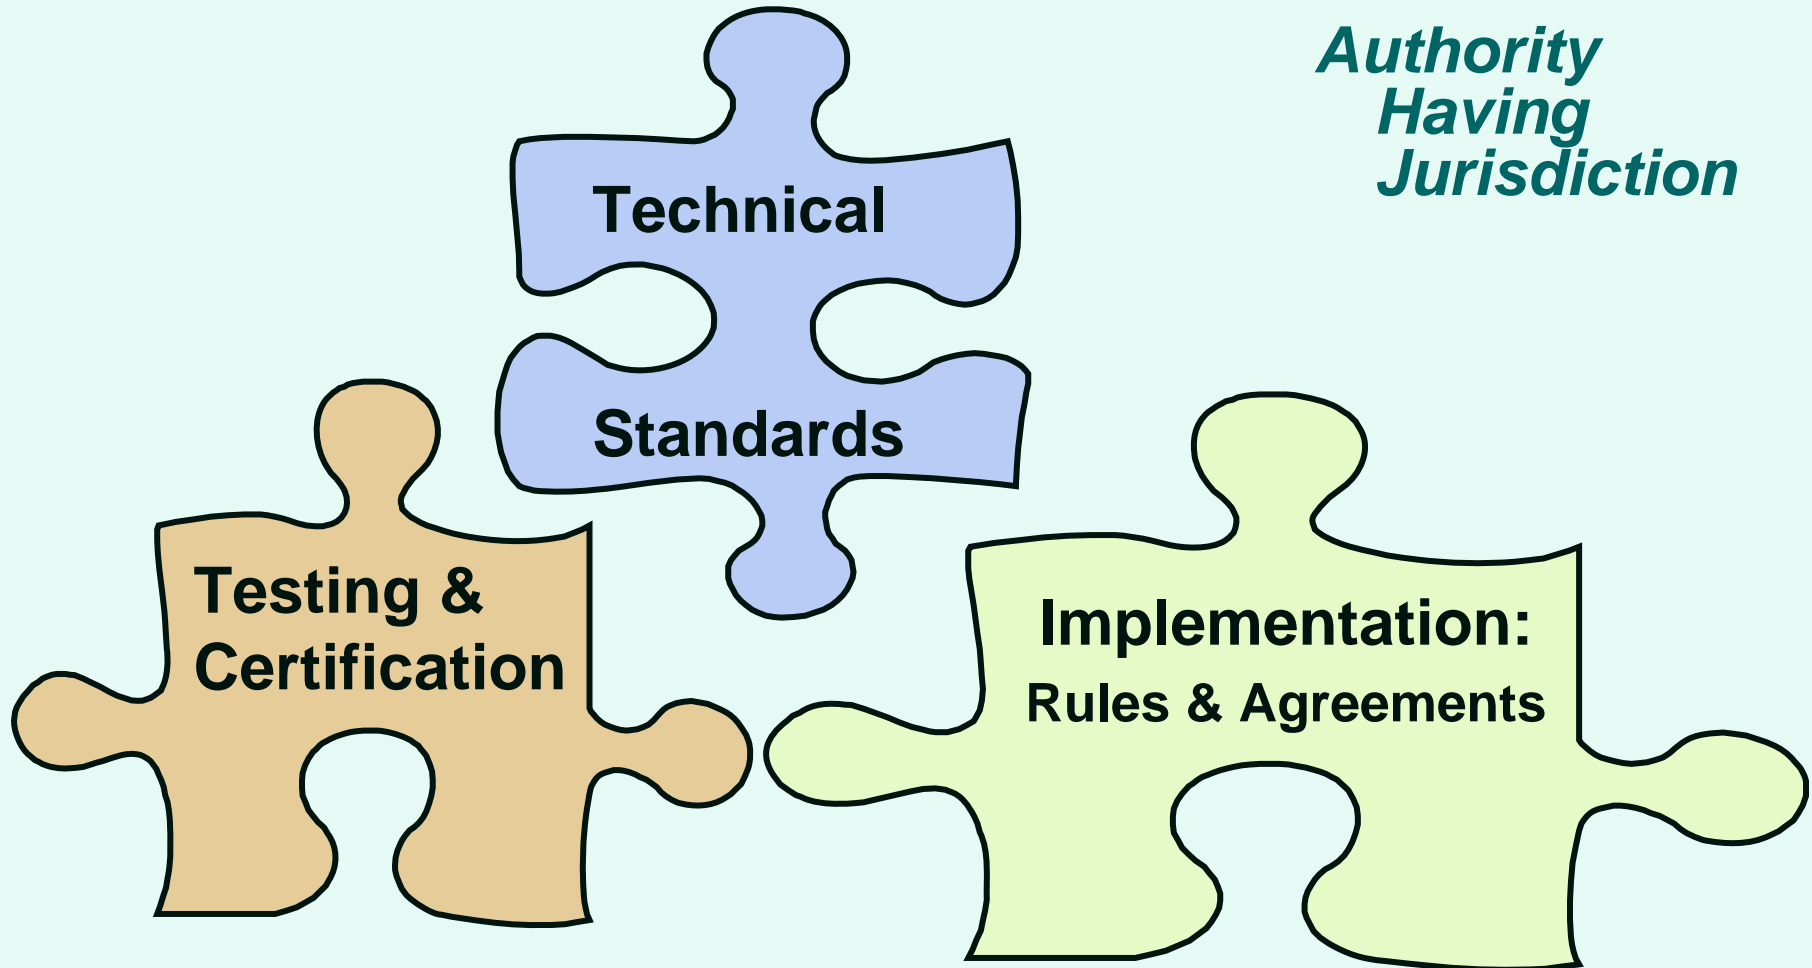 Authority
Having
Jurisdiction
Technical
Standards
Testing &
Certification
Implementation:
Rules & Agreements